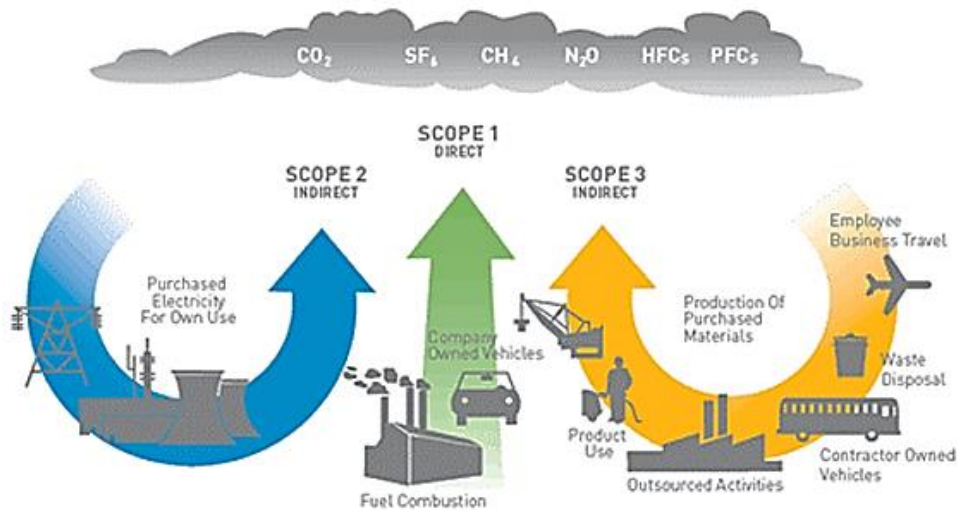 CO₂ SF₆ CH₄ N₂O HFCs PFCs
SCOPE 1
DIRECT
SCOPE 2
INDIRECT
SCOPE 3
INDIRECT
Employee
Business Travel
Purchased
Electricity
For Own Use
Production Of
Purchased
Materials
Company
Owned Vehicles
Waste
Disposal
Product
Use
Contractor Owned
Vehicles
Outsourced Activities
Fuel Combustion